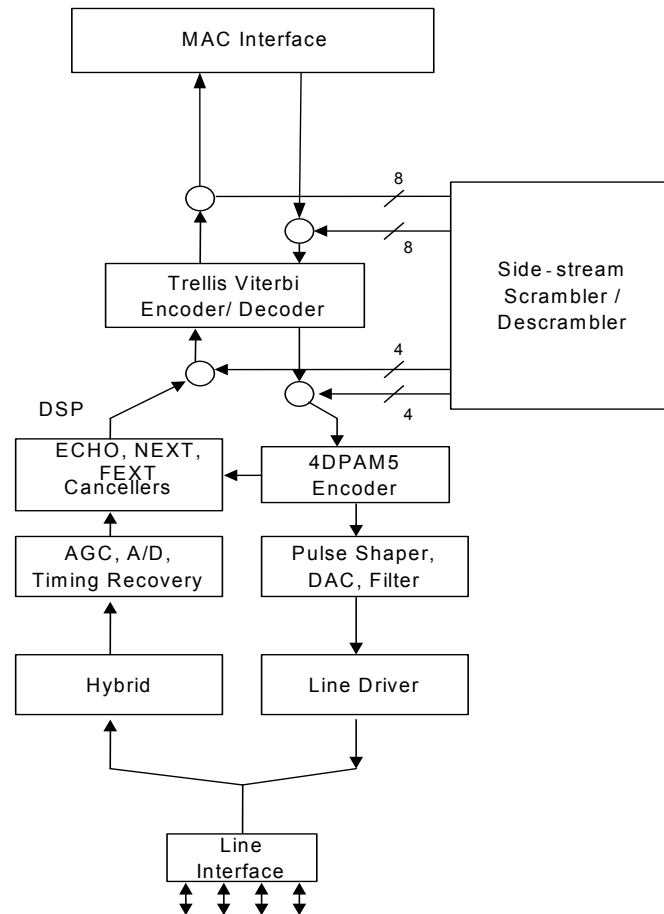 MAC Interface
8
8
Side-stream
Scrambler /
Descrambler
Trellis Viterbi
Encoder/ Decoder
4
4
DSP
ECHO, NEXT,
FEXT
Cancellers
4DPAM5
Encoder
AGC, A/D,
Timing Recovery
Pulse Shaper,
DAC, Filter
Hybrid
Line Driver
Line
Interface